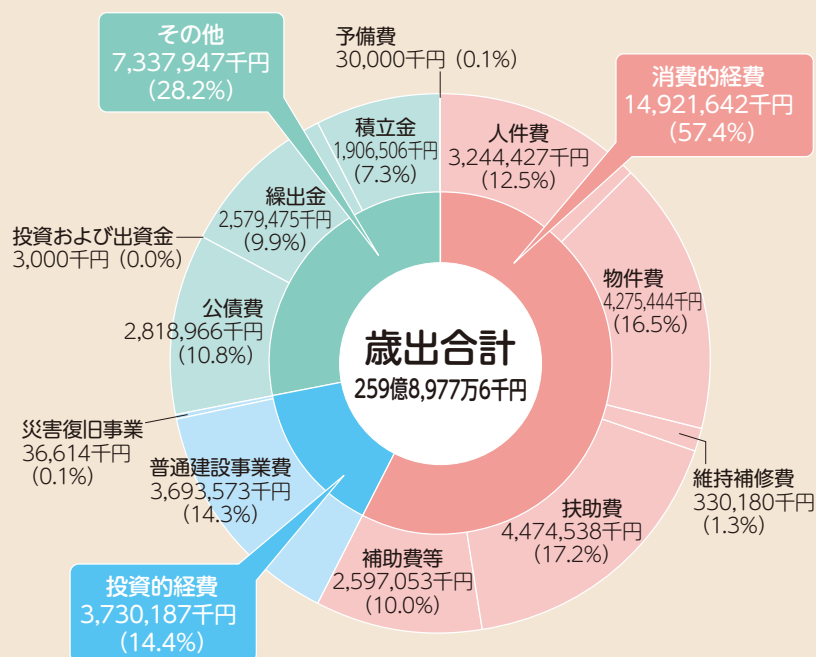 その他
7,337,947千円
(28.2%)
予備費
30,000千円 (0.1%)
消費的経費
14,921,642千円
(57.4%)
人件費
3,244,427千円
(12.5%)
物件費
4,275,444千円
(16.5%)
維持補修費
330,180千円
(1.3%)
扶助費
4,474,538千円
(17.2%)
補助費等
2,597,053千円
(10.0%)
投資的経費
3,730,187千円
(14.4%)
普通建設事業費
3,693,573千円
(14.3%)
災害復旧事業
36,614千円
(0.1%)
公債費
2,818,966千円
(10.8%)
投資および出資金
3,000千円 (0.0%)
繰出金
2,579,475千円
(9.9%)
積立金
1,906,506千円
(7.3%)
歳出合計
259億8,977万6千円